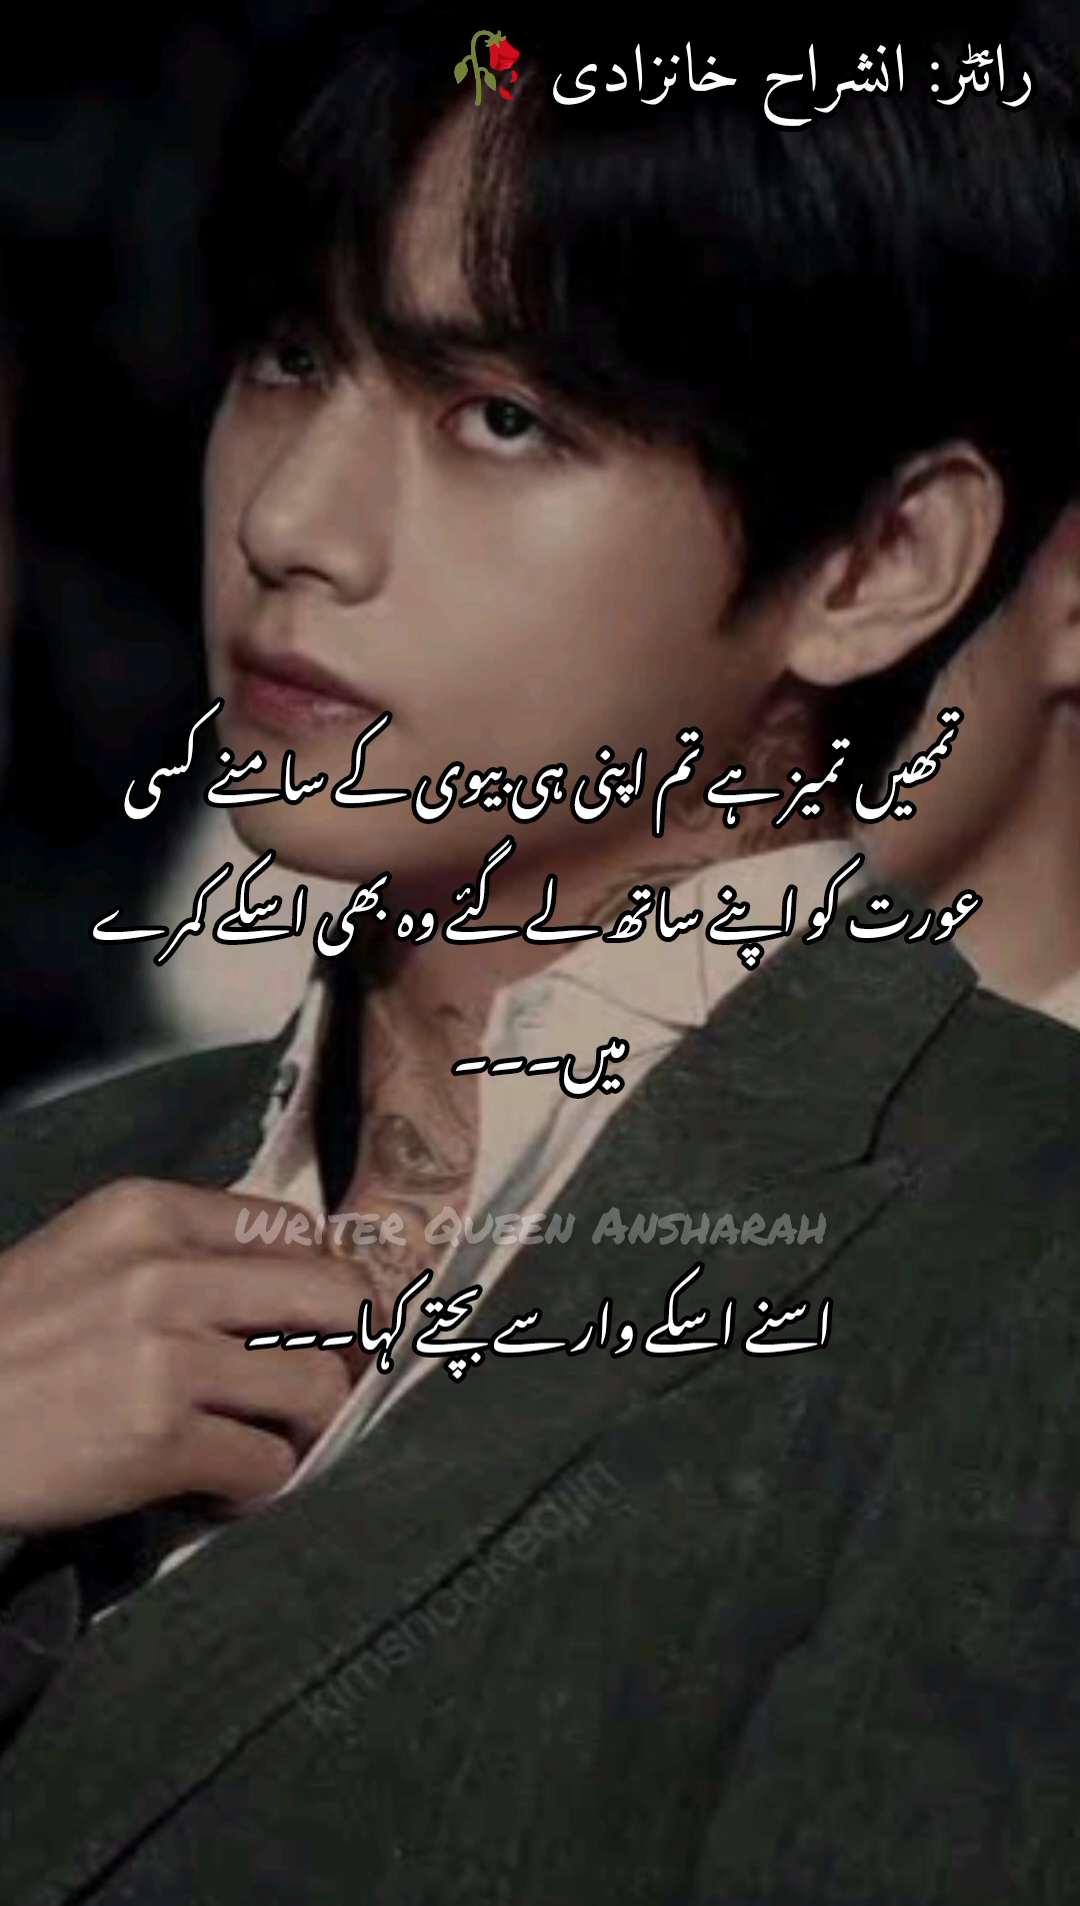 رائٹر: انشراح خانزادی 🥀
تمھیں تمیز ہے تم اپنی ہی بیوی کے سامنے کسی
عورت کو اپنے ساتھ لے گئے وہ بھی اسکے کمرے
میں۔۔۔
Writer Queen Ansharah
اسنے اسکے وار سے بچتے کہا۔۔۔
kimshookedjin